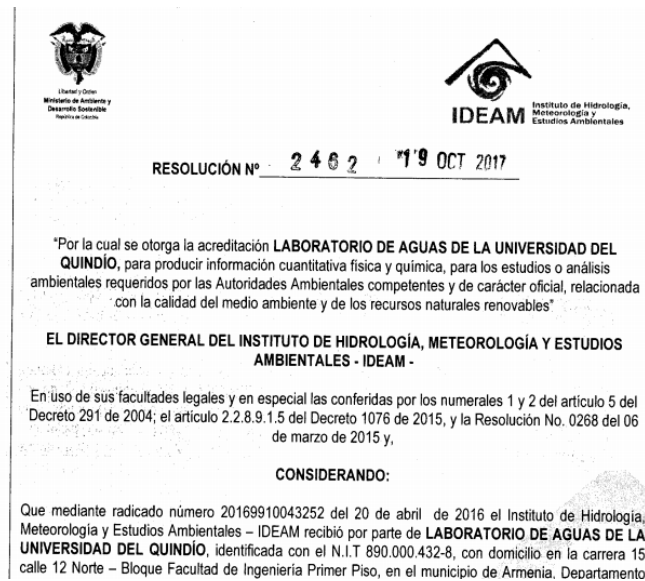 Libertad y Orden
Ministerio de Ambiente y
Desarrollo Sostenible
República de Colombia
IDEAM
Instituto de Hidrología,
Meteorología y
Estudios Ambientales
RESOLUCIÓN Nº 2462 19 OCT 2017
"Por la cual se otorga la acreditación LABORATORIO DE AGUAS DE LA UNIVERSIDAD DEL
QUINDÍO, para producir información cuantitativa física y química, para los estudios o análisis
ambientales requeridos por las Autoridades Ambientales competentes y de carácter oficial, relacionada
con la calidad del medio ambiente y de los recursos naturales renovables"
EL DIRECTOR GENERAL DEL INSTITUTO DE HIDROLOGÍA, METEOROLOGÍA Y ESTUDIOS
AMBIENTALES - IDEAM -
En uso de sus facultades legales y en especial las conferidas por los numerales 1 y 2 del artículo 5 del
Decreto 291 de 2004; el artículo 2.2.8.9.1.5 del Decreto 1076 de 2015, y la Resolución No. 0268 del 06
de marzo de 2015 y,
CONSIDERANDO:
Que mediante radicado número 20169910043252 del 20 de abril de 2016 el Instituto de Hidrología,
Meteorología y Estudios Ambientales – IDEAM recibió por parte de LABORATORIO DE AGUAS DE LA
UNIVERSIDAD DEL QUINDÍO, identificada con el N.I.T 890.000.432-8, con domicilio en la carrera 15
calle 12 Norte – Bloque Facultad de Ingeniería Primer Piso, en el municipio de Armenia, Departamento